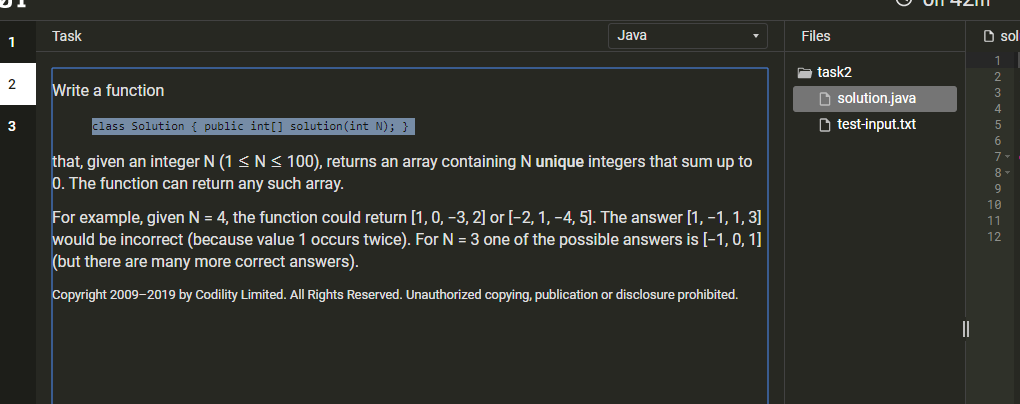 0h 42m
1
2
3
Task
Java
Files
sol
Write a function
class Solution { public int[] solution(int N); }
that, given an integer N (1 ≤ N ≤ 100), returns an array containing N unique integers that sum up to
0. The function can return any such array.
For example, given N = 4, the function could return [1, 0, −3, 2] or [−2, 1, −4, 5]. The answer [1, −1, 1, 3]
would be incorrect (because value 1 occurs twice). For N = 3 one of the possible answers is [−1, 0, 1]
(but there are many more correct answers).
Copyright 2009–2019 by Codility Limited. All Rights Reserved. Unauthorized copying, publication or disclosure prohibited.
task2
solution.java
test-input.txt
1
2
3
4
5
6
7
8
9
10
11
12